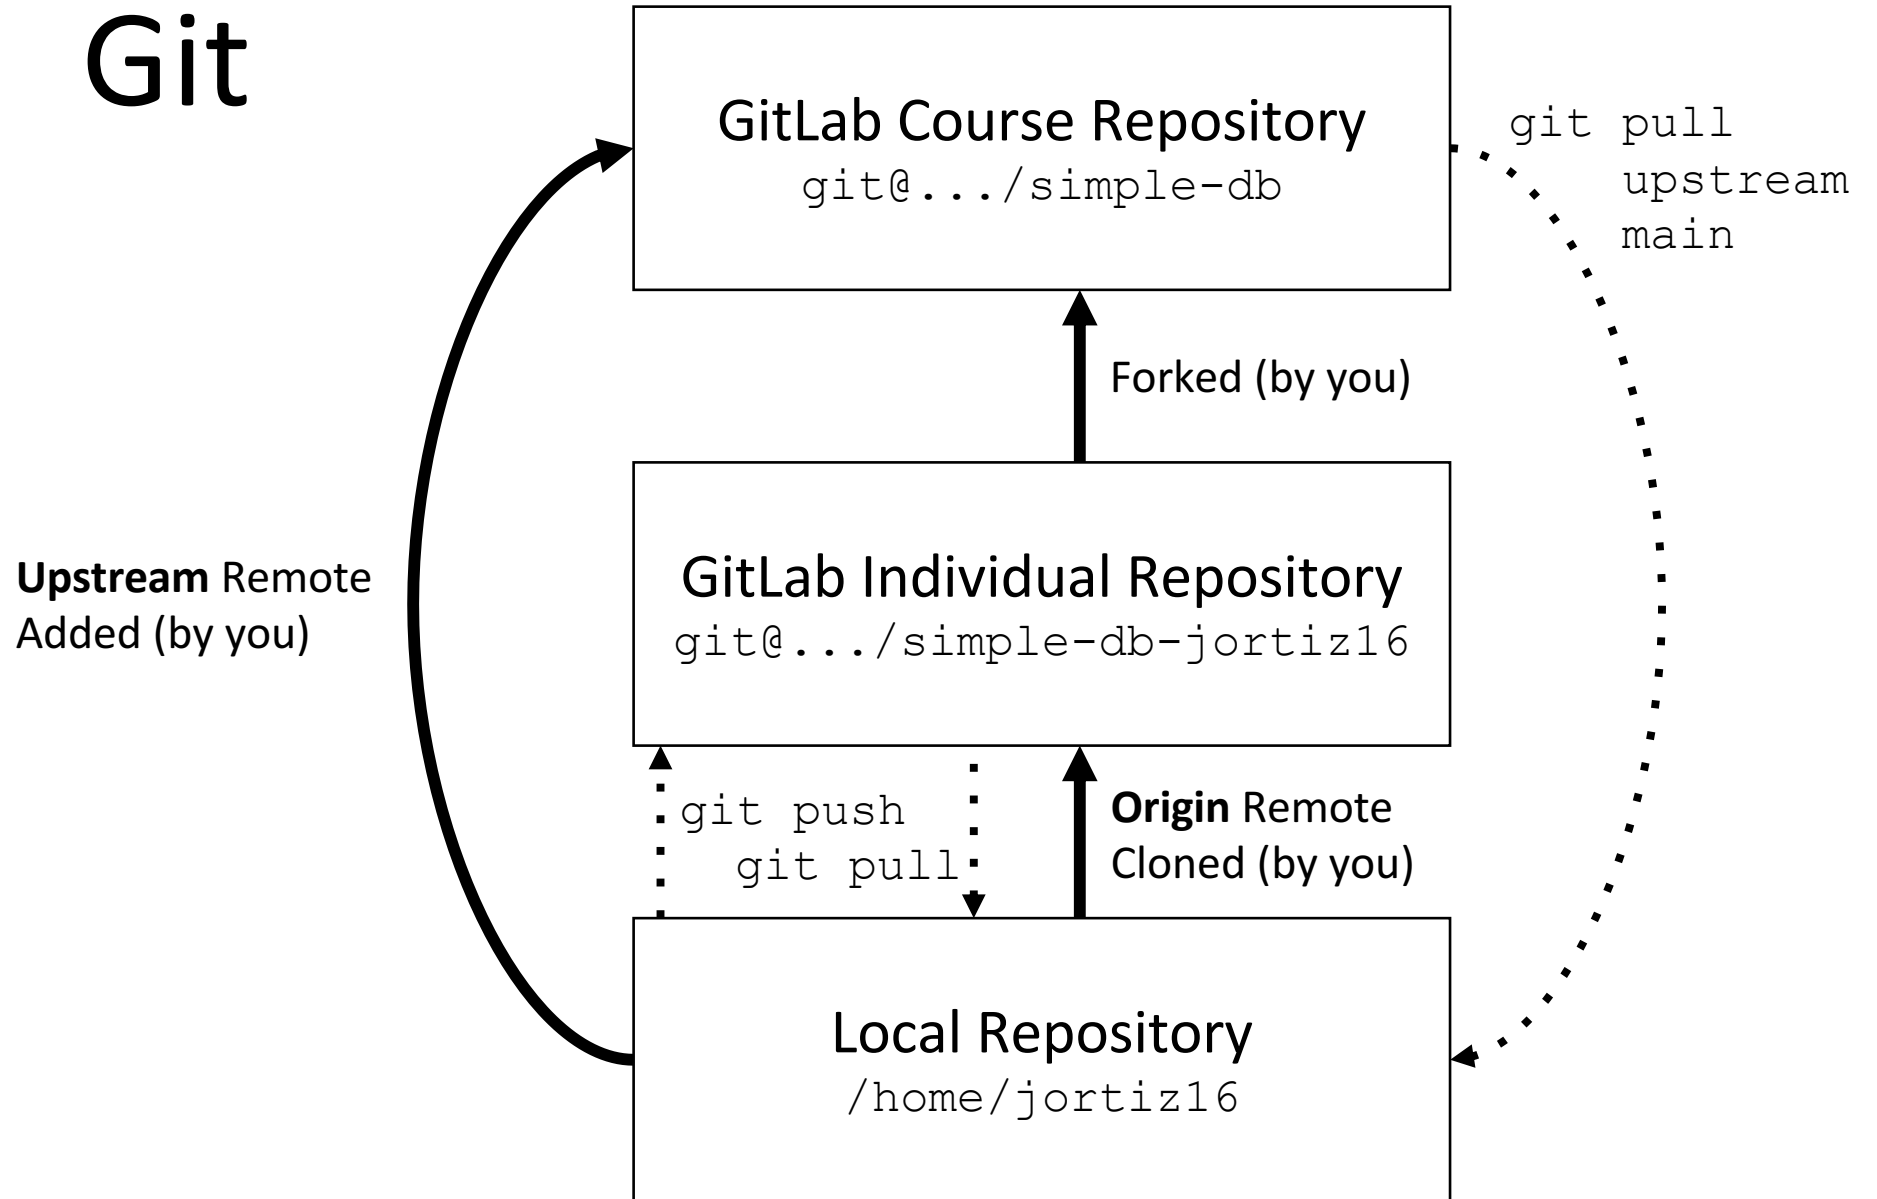 Git
GitLab Course Repository
git@.../simple-db
git pull
upstream
main
Forked (by you)
GitLab Individual Repository
git@.../simple-db-jortiz16
Upstream Remote
Added (by you)
git push
git pull
Origin Remote
Cloned (by you)
Local Repository
/home/jortiz16